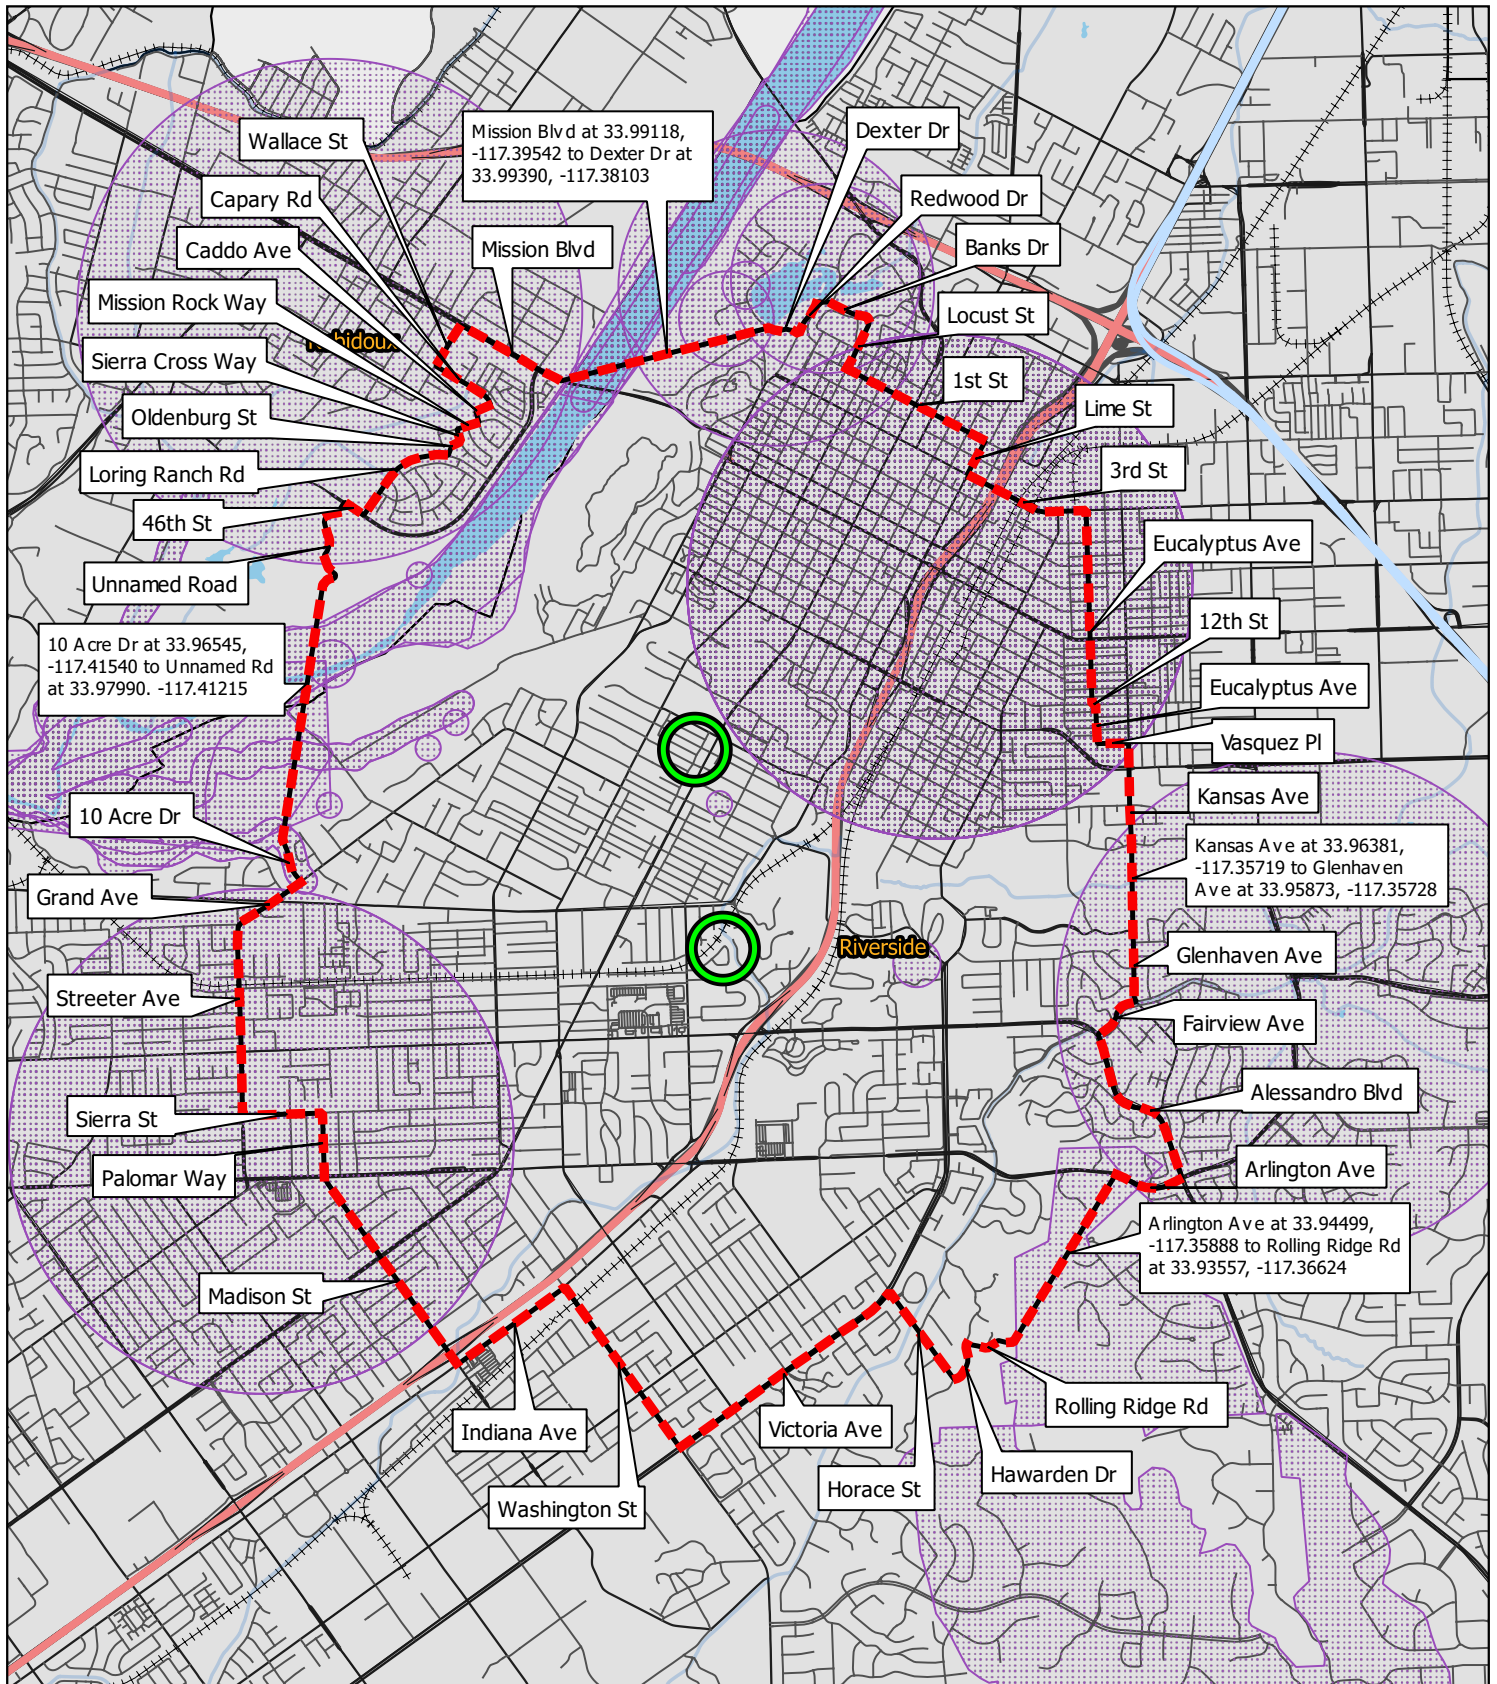 Wallace St
Mission Blvd at 33.99118,
-117.39542 to Dexter Dr at
33.99390, -117.38103
Dexter Dr
Capary Rd
Redwood Dr
Caddo Ave
Mission Blvd
Banks Dr
Mission Rock Way
Locust St
Sierra Cross Way
1st St
Oldenburg St
Lime St
Loring Ranch Rd
3rd St
46th St
Eucalyptus Ave
Unnamed Road
12th St
10 Acre Dr at 33.96545,
-117.41540 to Unnamed Rd
at 33.97990. -117.41215
Eucalyptus Ave
Vasquez Pl
Kansas Ave
10 Acre Dr
Kansas Ave at 33.96381,
-117.35719 to Glenhaven
Ave at 33.95873, -117.35728
Grand Ave
Riverside
Glenhaven Ave
Streeter Ave
Fairview Ave
Alessandro Blvd
Sierra St
Palomar Way
Arlington Ave
Arlington Ave at 33.94499,
-117.35888 to Rolling Ridge Rd
at 33.93557, -117.36624
Madison St
Rolling Ridge Rd
Indiana Ave
Victoria Ave
Hawarden Dr
Horace St
Washington St